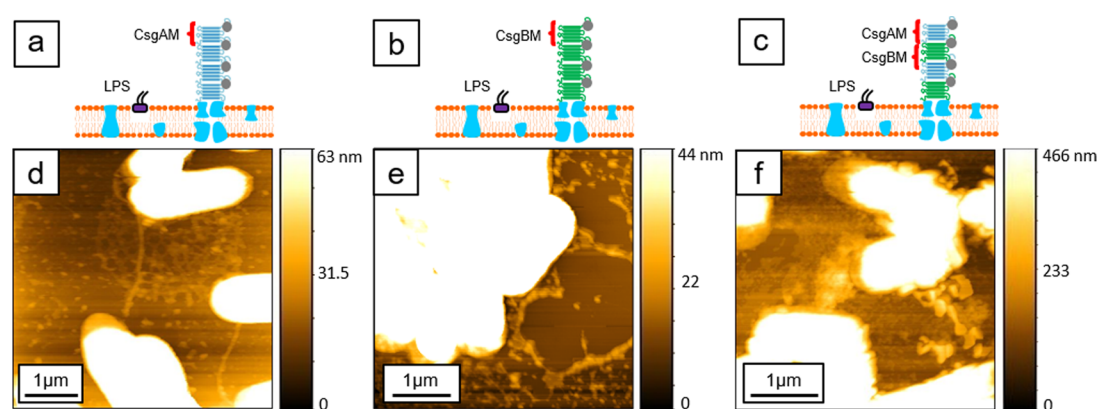 a
CsgAM
LPS
b
CsgBM
LPS
c
CsgAM
CsgBM
LPS
d
63 nm
31.5
0
1µm
e
44 nm
22
0
1µm
f
466 nm
233
0
1µm